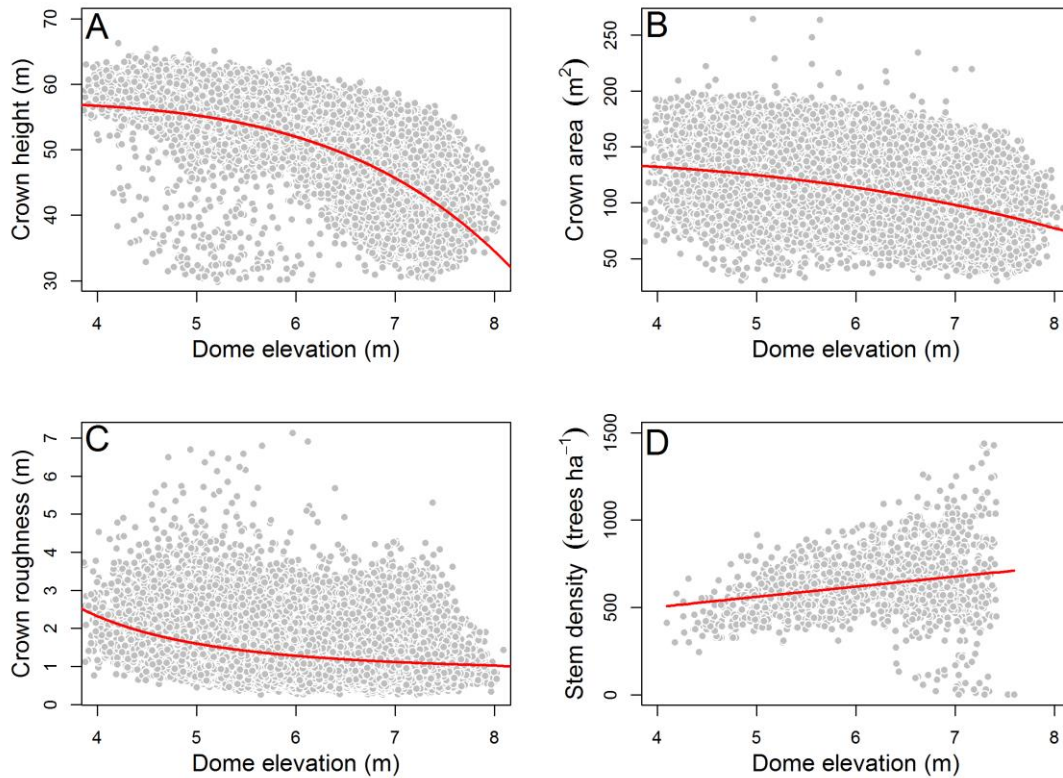 A
Crown height (m)
70
60
50
40
30
4 5 6 7 8
Dome elevation (m)
B
Crown area (m²)
250
200
150
100
50
4 5 6 7 8
Dome elevation (m)
C
Crown roughness (m)
7
6
5
4
3
2
1
0
4 5 6 7 8
Dome elevation (m)
D
Stem density (trees ha⁻¹)
1500
1000
500
0
4 5 6 7 8
Dome elevation (m)